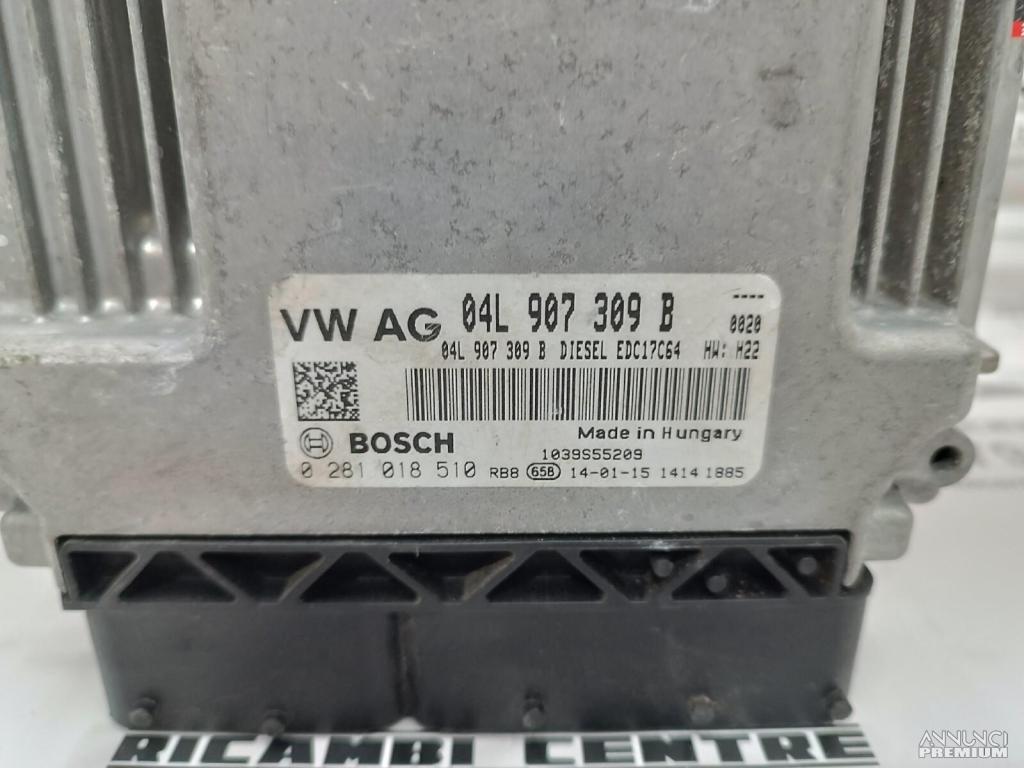 VW AG 04L 907 309 B ----
0020
04L 907 309 B DIESEL EDC17C64 HW: H22
BOSCH Made in Hungary
1039S55209
0 281 018 510 RB8 65B 14-01-15 1414 1885
RICAMBI CENTRE
ANNUNCI
PREMIUM